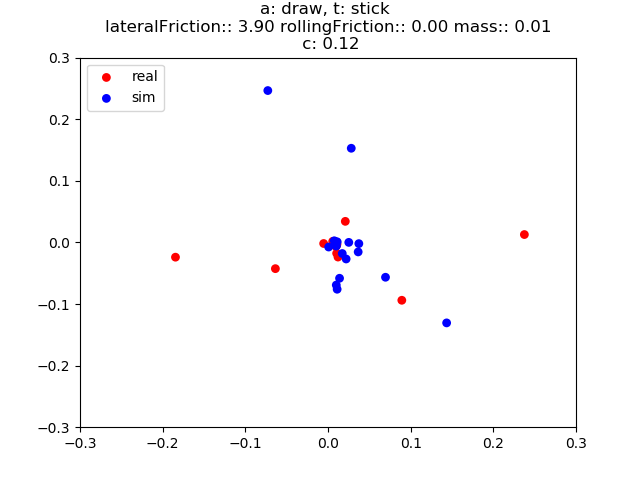 a: draw, t: stick
lateralFriction:: 3.90 rollingFriction:: 0.00 mass:: 0.01
c: 0.12
real
sim
0.3
0.2
0.1
0.0
−0.1
−0.2
−0.3
−0.3
−0.2
−0.1
0.0
0.1
0.2
0.3